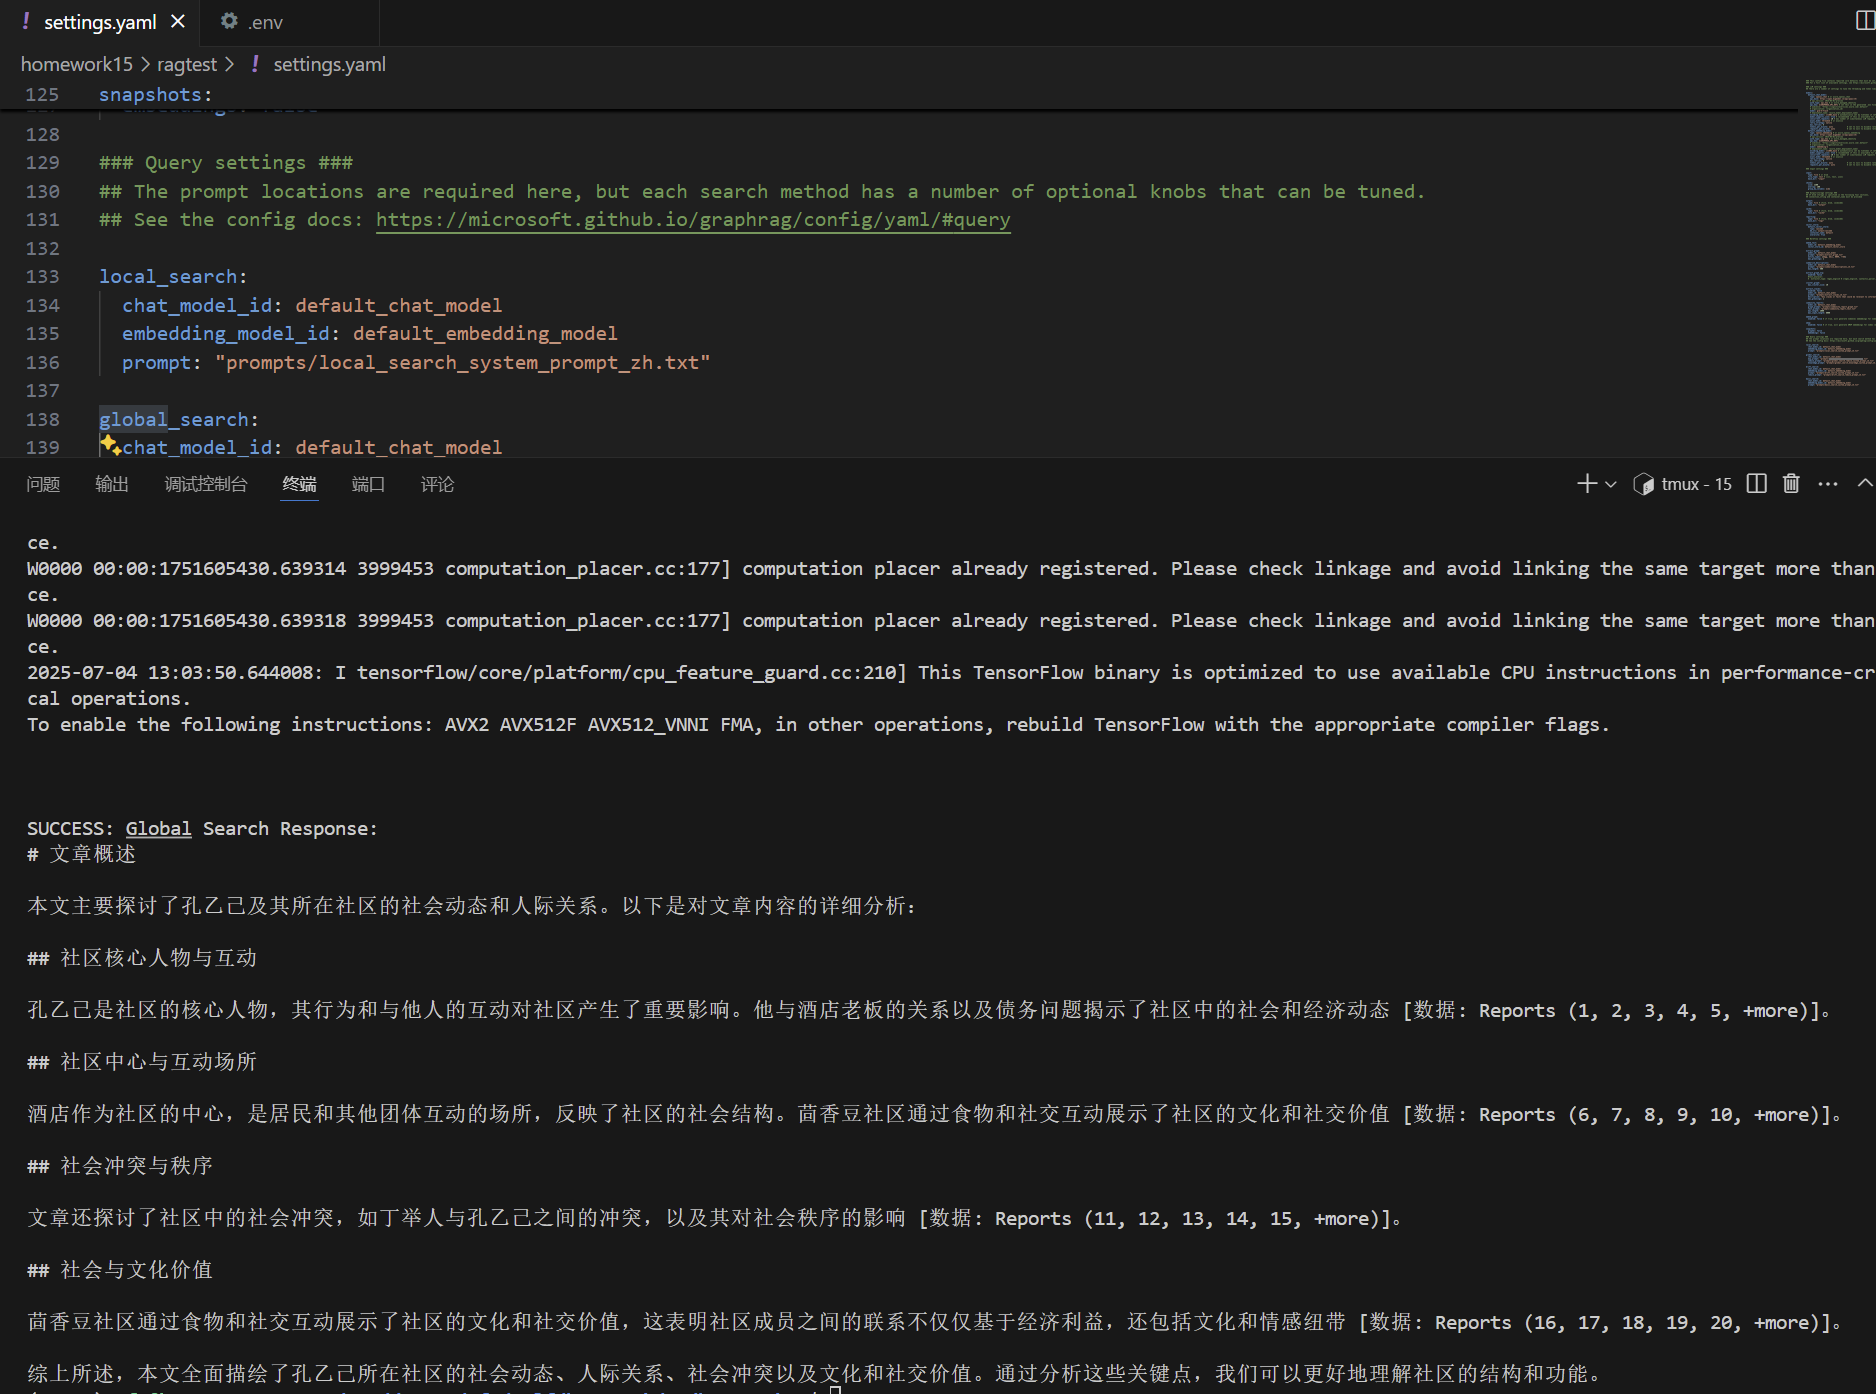 ! settings.yaml × .env
homework15 > ragtest > ! settings.yaml
125 snapshots:
128
129 ### Query settings ###
130 ## The prompt locations are required here, but each search method has a number of optional knobs that can be tuned.
131 ## See the config docs: https://microsoft.github.io/graphrag/config/yaml/#query
132
133 local_search:
134 chat_model_id: default_chat_model
135 embedding_model_id: default_embedding_model
136 prompt: "prompts/local_search_system_prompt_zh.txt"
137
138 global_search:
139 chat_model_id: default_chat_model
问题 输出 调试控制台 终端 端口 评论 tmux - 15
ce.
W0000 00:00:1751605430.639314 3999453 computation_placer.cc:177] computation placer already registered. Please check linkage and avoid linking the same target more than
ce.
W0000 00:00:1751605430.639318 3999453 computation_placer.cc:177] computation placer already registered. Please check linkage and avoid linking the same target more than
ce.
2025-07-04 13:03:50.644008: I tensorflow/core/platform/cpu_feature_guard.cc:210] This TensorFlow binary is optimized to use available CPU instructions in performance-cr
cal operations.
To enable the following instructions: AVX2 AVX512F AVX512_VNNI FMA, in other operations, rebuild TensorFlow with the appropriate compiler flags.
SUCCESS: Global Search Response:
# 文章概述
本文主要探讨了孔乙己及其所在社区的社会动态和人际关系。以下是对文章内容的详细分析：
## 社区核心人物与互动
孔乙己是社区的核心人物，其行为和与他人的互动对社区产生了重要影响。他与酒店老板的关系以及债务问题揭示了社区中的社会和经济动态 [数据: Reports (1, 2, 3, 4, 5, +more)]。
## 社区中心与互动场所
酒店作为社区的中心，是居民和其他团体互动的场所，反映了社区的社会结构。茴香豆社区通过食物和社交互动展示了社区的文化和社交价值 [数据: Reports (6, 7, 8, 9, 10, +more)]。
## 社会冲突与秩序
文章还探讨了社区中的社会冲突，如丁举人与孔乙己之间的冲突，以及其对社会秩序的影响 [数据: Reports (11, 12, 13, 14, 15, +more)]。
## 社会与文化价值
茴香豆社区通过食物和社交互动展示了社区的文化和社交价值，这表明社区成员之间的联系不仅仅基于经济利益，还包括文化和情感纽带 [数据: Reports (16, 17, 18, 19, 20, +more)]。
综上所述，本文全面描绘了孔乙己所在社区的社会动态、人际关系、社会冲突以及文化和社交价值。通过分析这些关键点，我们可以更好地理解社区的结构和功能。